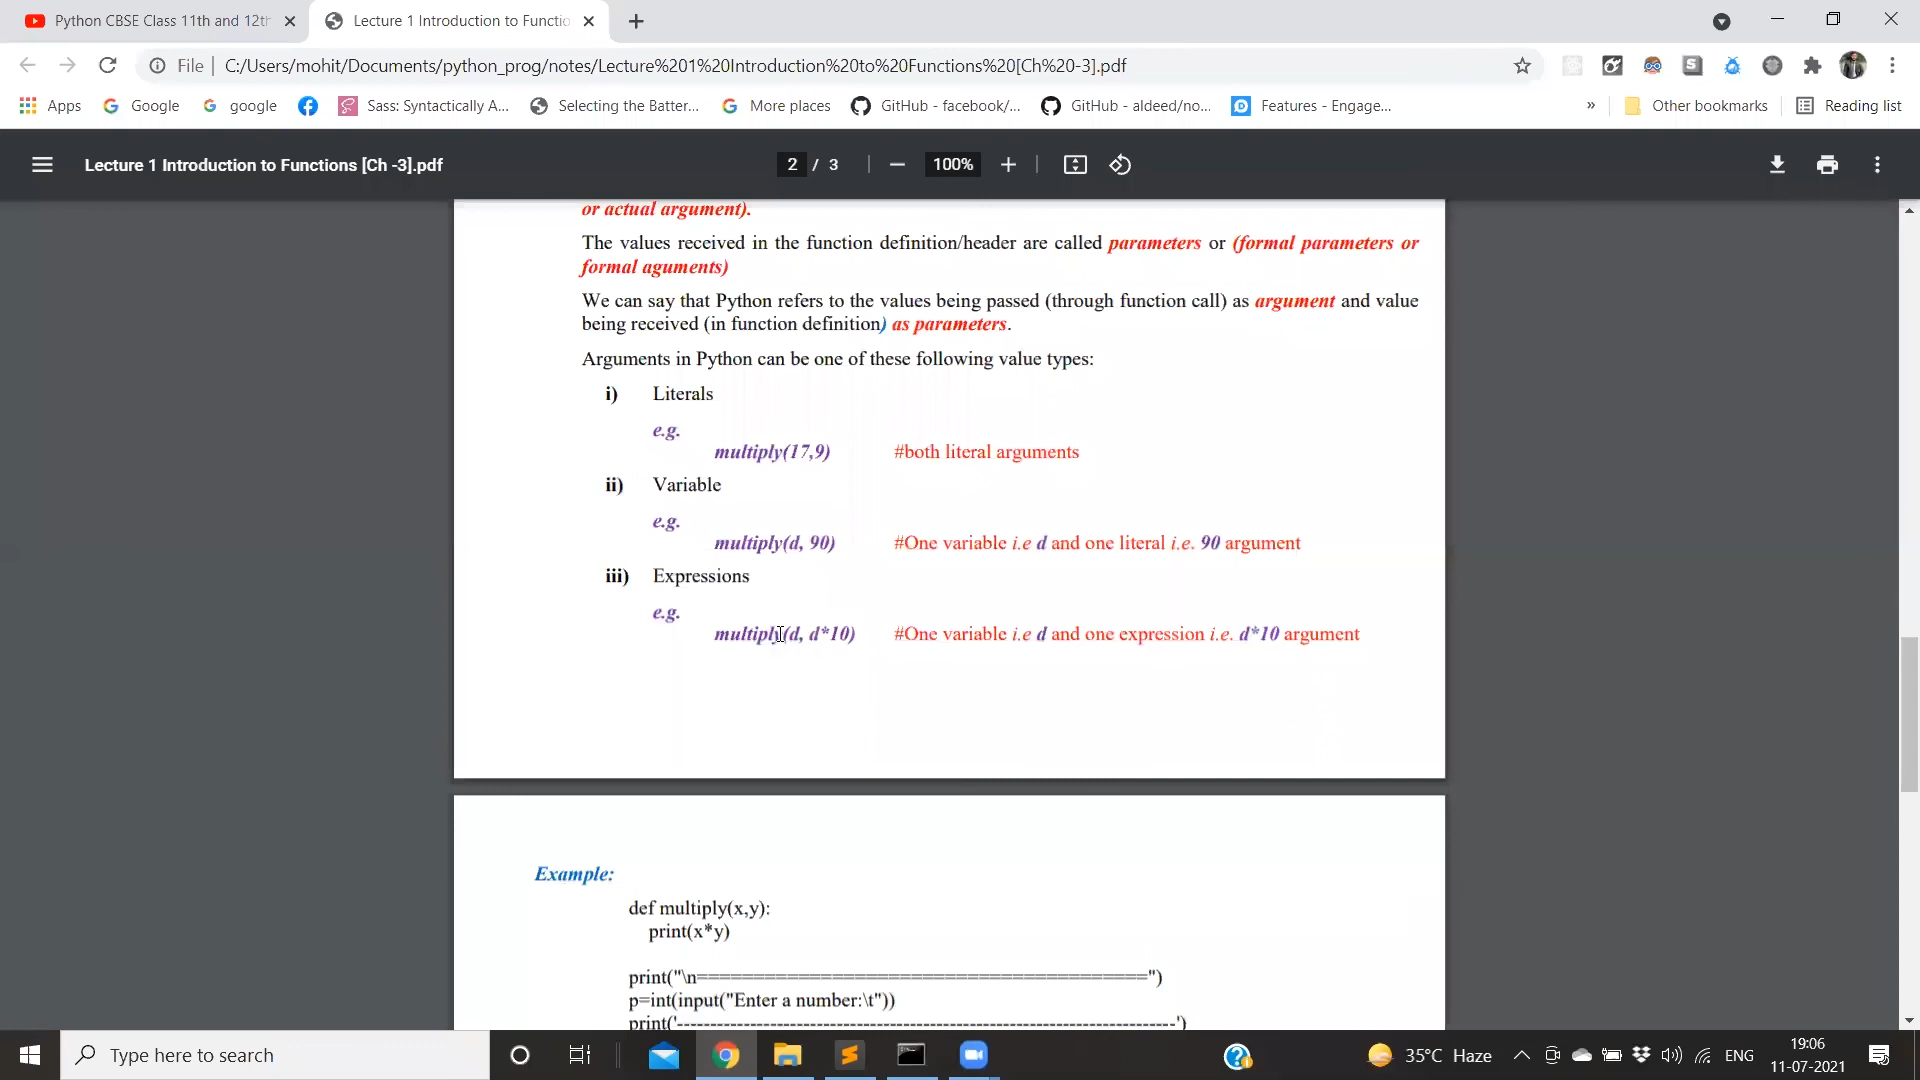 Python CBSE Class 11th and 12th
Lecture 1 Introduction to Functio
File
C:/Users/mohit/Documents/python_prog/notes/Lecture%201%20Introduction%20to%20Functions%20[Ch%20-3].pdf
Apps
Google
google
Sass: Syntactically A...
Selecting the Batter...
More places
GitHub - facebook/...
GitHub - aldeed/no...
Features - Engage...
»
Other bookmarks
Reading list
Lecture 1 Introduction to Functions [Ch -3].pdf
2 / 3
100%
or actual argument).
The values received in the function definition/header are called parameters or (formal parameters or
formal aguments)
We can say that Python refers to the values being passed (through function call) as argument and value
being received (in function definition) as parameters.
Arguments in Python can be one of these following value types:
i) Literals
e.g.
multiply(17,9) #both literal arguments
ii) Variable
e.g.
multiply(d, 90) #One variable i.e d and one literal i.e. 90 argument
iii) Expressions
e.g.
multiply(d, d*10) #One variable i.e d and one expression i.e. d*10 argument
Example:
def multiply(x,y):
print(x*y)
print("\n========================================")
p=int(input("Enter a number:\t"))
print('--------------------------------------------------------------------------')
Type here to search
35°C Haze
ENG
19:06
11-07-2021